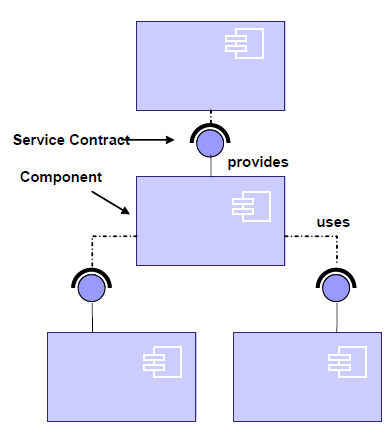 Service Contract
provides
Component
uses